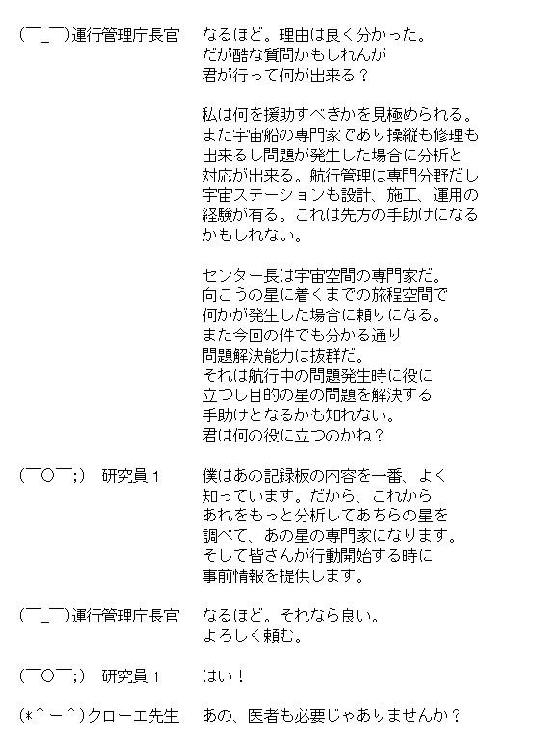 (￣_￣)運行管理庁長官 なるほど。理由は良く分かった。
だが酷な質問かもしれんが
君が行って何が出来る？
私は何を援助すべきかを見極められる。
また宇宙船の専門家であり操縦も修理も
出来るし問題が発生した場合に分析と
対応が出来る。航行管理は専門分野だし
宇宙ステーションも設計、施工、運用の
経験が有る。これは先方の手助けになる
かもしれない。
センター長は宇宙空間の専門家だ。
向こうの星に着くまでの旅程空間で
何かが発生した場合に頼りになる。
また今回の件でも分かる通り
問題解決能力は抜群だ。
それは航行中の問題発生時に役に
立つし目的の星の問題を解決する
手助けとなるかも知れない。
君は何の役に立つのかね？
(￣〇￣;) 研究員１ 僕はあの記録板の内容を一番、よく
知っています。だから、これから
あれをもっと分析してあちらの星を
調べて、あの星の専門家になります。
そして皆さんが行動開始する時に
事前情報を提供します。
(￣_￣)運行管理庁長官 なるほど。それなら良い。
よろしく頼む。
(￣〇￣;) 研究員１ はい！
(*＾ー＾)クローエ先生 あの、医者も必要じゃありませんか？